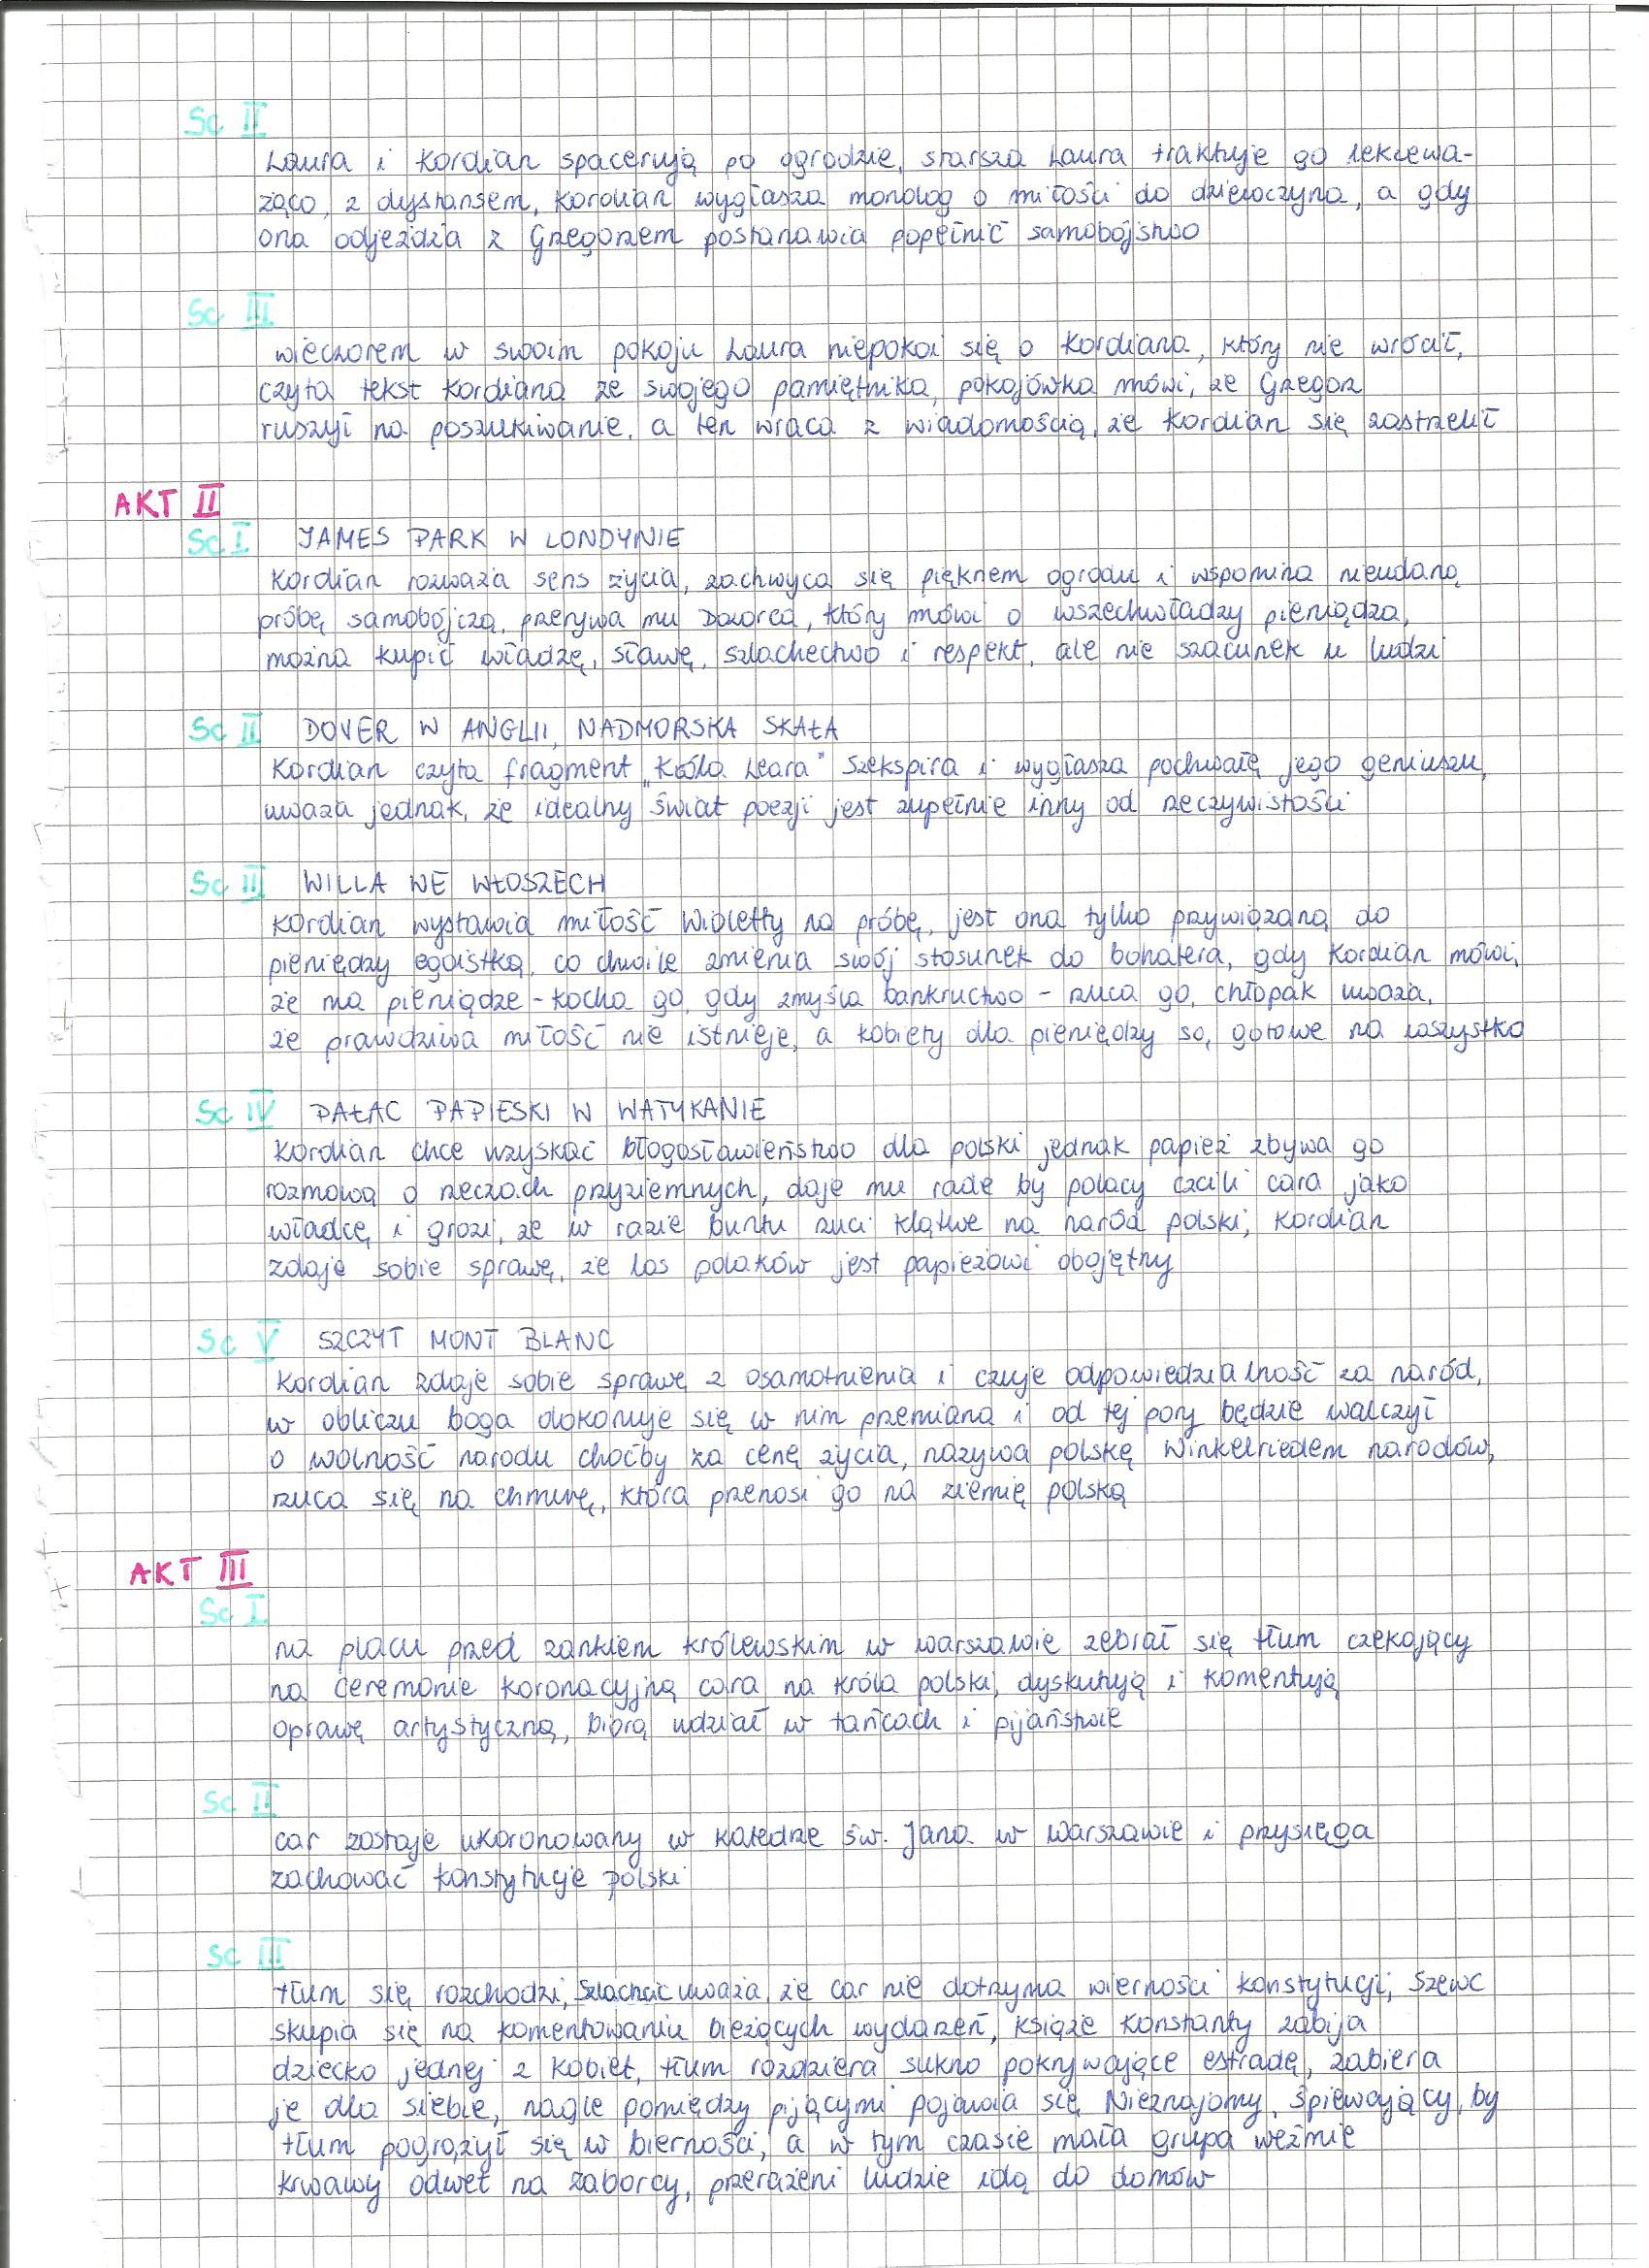 Sc II
Laura i Kordian spacerują po ogrodzie, starsza Laura traktuje go lekcewa-
żąco, z dystansem, Kordian wygłasza monolog o miłości do dziewczyna, a gdy
ona odjeżdża z Grzegorzem postanawia popełnić samobójstwo
Sc III
wieczorem w swoim pokoju Laura niepokoi się o Kordiana, który nie wrócił,
czyta tekst Kordiana ze swojego pamiętnika, pokojówka mówi, że Grzegorz
ruszył na poszukiwanie, a ten wraca z wiadomością, że Kordian się zastrzelił
AKT II
Sc I JAMES PARK W LONDYNIE
Kordian rozważa sens życia, zachwyca się pięknem ogrodu i wspomina nieudaną
próbę samobójczą, przerywa mu Dozorca, który mówi o wszechwładzy pieniądza,
można kupić władzę, sławę, szlachectwo i respekt, ale nie szacunek u ludzi
Sc II DOVER W ANGLII, NADMORSKA SKAŁA
Kordian czyta fragment „Króla Leara" Szekspira i wygłasza pochwałę jego geniuszu,
uważa jednak, że idealny świat poezji jest zupełnie inny od rzeczywistości
Sc III WILLA WE WŁOSZECH
Kordian wystawia miłość Wioletty na próbę, jest ona tylko przywiązaną do
pieniędzy egoistką, co chwile zmienia swój stosunek do bohatera, gdy Kordian mówi,
że ma pieniądze - kocha go, gdy zmyśla bankructwo - rzuca go, chłopak uważa,
że prawdziwa miłość nie istnieje, a kobiety dla pieniędzy są gotowe na wszystko
Sc IV PAŁAC PAPIESKI W WATYKANIE
Kordian chce uzyskać błogosławieństwo dla polski jednak papież zbywa go
rozmową o rzeczach przyziemnych, daje mu radę by polacy czcili cara jako
władcę i grozi, że w razie buntu rzuci klątwe na naród polski, Kordian
zdaje sobie sprawę, że los polaków jest papieżowi obojętny
Sc V SZCZYT MONT BLANC
Kordian zdaje sobie sprawę z osamotnienia i czuje odpowiedzialność za naród,
w obliczu boga dokonuje się w nim przemiana i od tej pory będzie walczył
o wolność narodu choćby za cenę życia, nazywa polskę Winkelriedem narodów,
rzuca się na chmurę, która przenosi go na ziemię polską
AKT III
Sc I
na placu przed zamkiem królewskim w warszawie zebrał się tłum czekający
na ceremonie koronacyjną cara na króla polski, dyskutują i komentują
oprawę artystyczną, biorą udział w tańcach i pijaństwie
Sc II
car zostaje ukoronowany w katedrze św. Jana w warszawie i przysięga
zachować konstytucje polski
Sc III
tłum się rozchodzi, Szlachcic uważa, że car nie dotrzyma wierności konstytucji, Szewc
skupia się na komentowaniu bieżących wydarzeń, książe Konstanty zabija
dziecko jednej z kobiet, tłum rozdziera sukno pokrywające estradę, zabiera
je dla siebie, nagle pomiędzy pijącymi pojawia się Nieznajomy, śpiewający, by
tłum pogrążył się w bierności, a w tym czasie mała grupa weźmie
krwawy odwet na zaborcy, przerażeni ludzie idą do domów